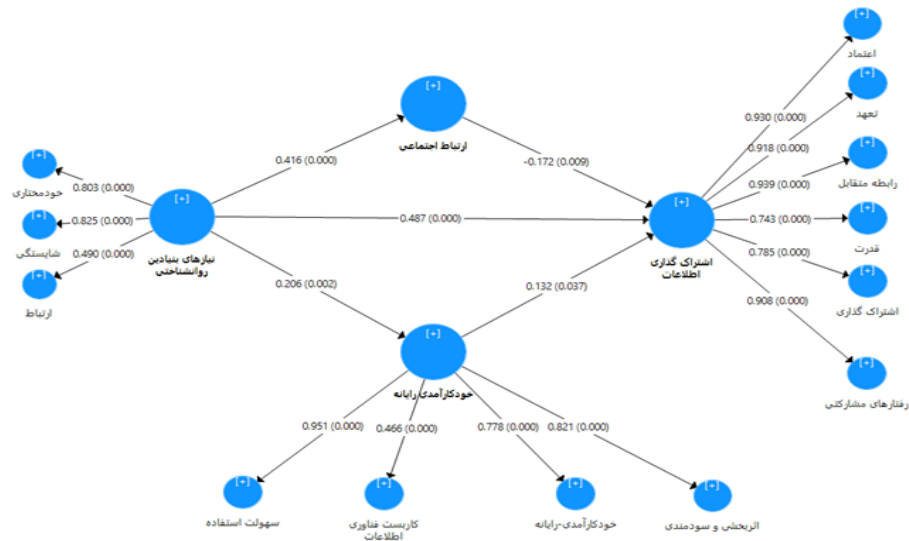 [+]
اعتماد
[+]
تعهد
[+]
ارتباط اجتماعی
0.930 (0.000)
0.918 (0.000)
[+]
رابطه متقابل
0.416 (0.000)
-0.172 (0.009)
0.939 (0.000)
[+]
خودمختاری
0.803 (0.000)
[+]
نیازهای بنیادین
روانشناختی
0.487 (0.000)
[+]
اشتراک گذاری
اطلاعات
0.743 (0.000)
[+]
قدرت
[+]
شایستگی
0.825 (0.000)
0.785 (0.000)
[+]
اشتراک گذاری
0.490 (0.000)
[+]
ارتباط
0.206 (0.002)
0.132 (0.037)
0.908 (0.000)
[+]
خودکارآمدی رایانه
[+]
رفتارهای مشارکتی
0.951 (0.000)
0.466 (0.000)
0.778 (0.000)
0.821 (0.000)
[+]
سهولت استفاده
[+]
کاربست فناوری
اطلاعات
[+]
خودکارآمدی-رایانه
[+]
اثربخشی و سودمندی